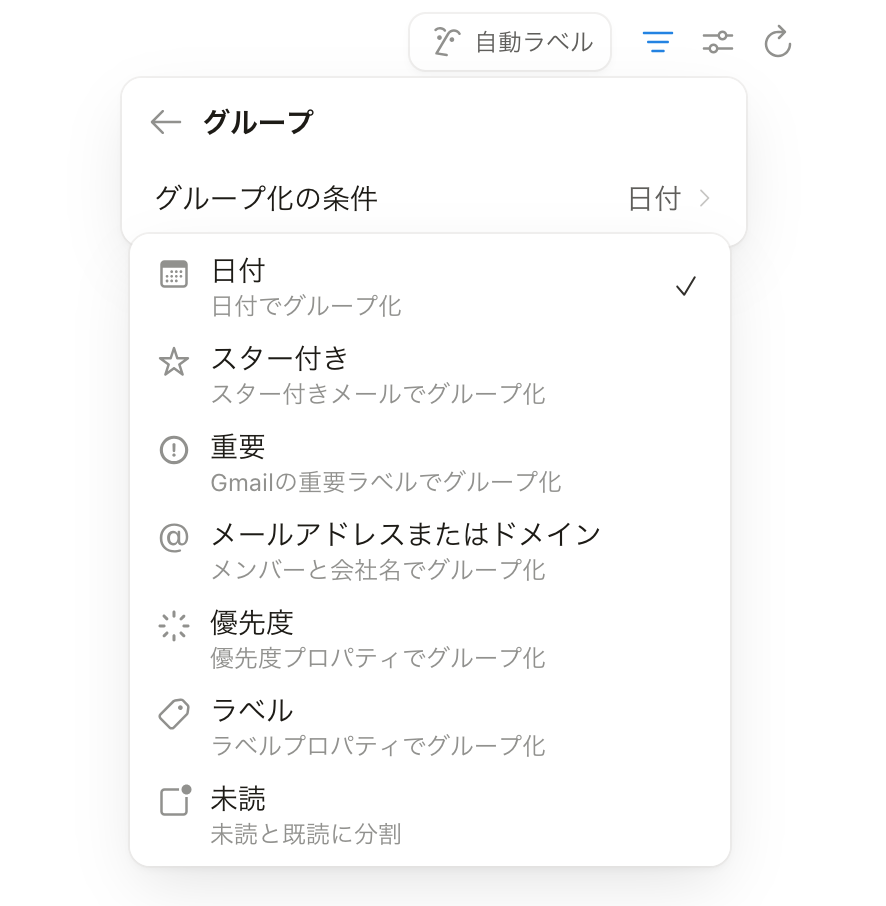 自動ラベル
グループ
グループ化の条件 日付
日付
日付でグループ化
スター付き
スター付きメールでグループ化
重要
Gmailの重要ラベルでグループ化
メールアドレスまたはドメイン
メンバーと会社名でグループ化
優先度
優先度プロパティでグループ化
ラベル
ラベルプロパティでグループ化
未読
未読と既読に分割